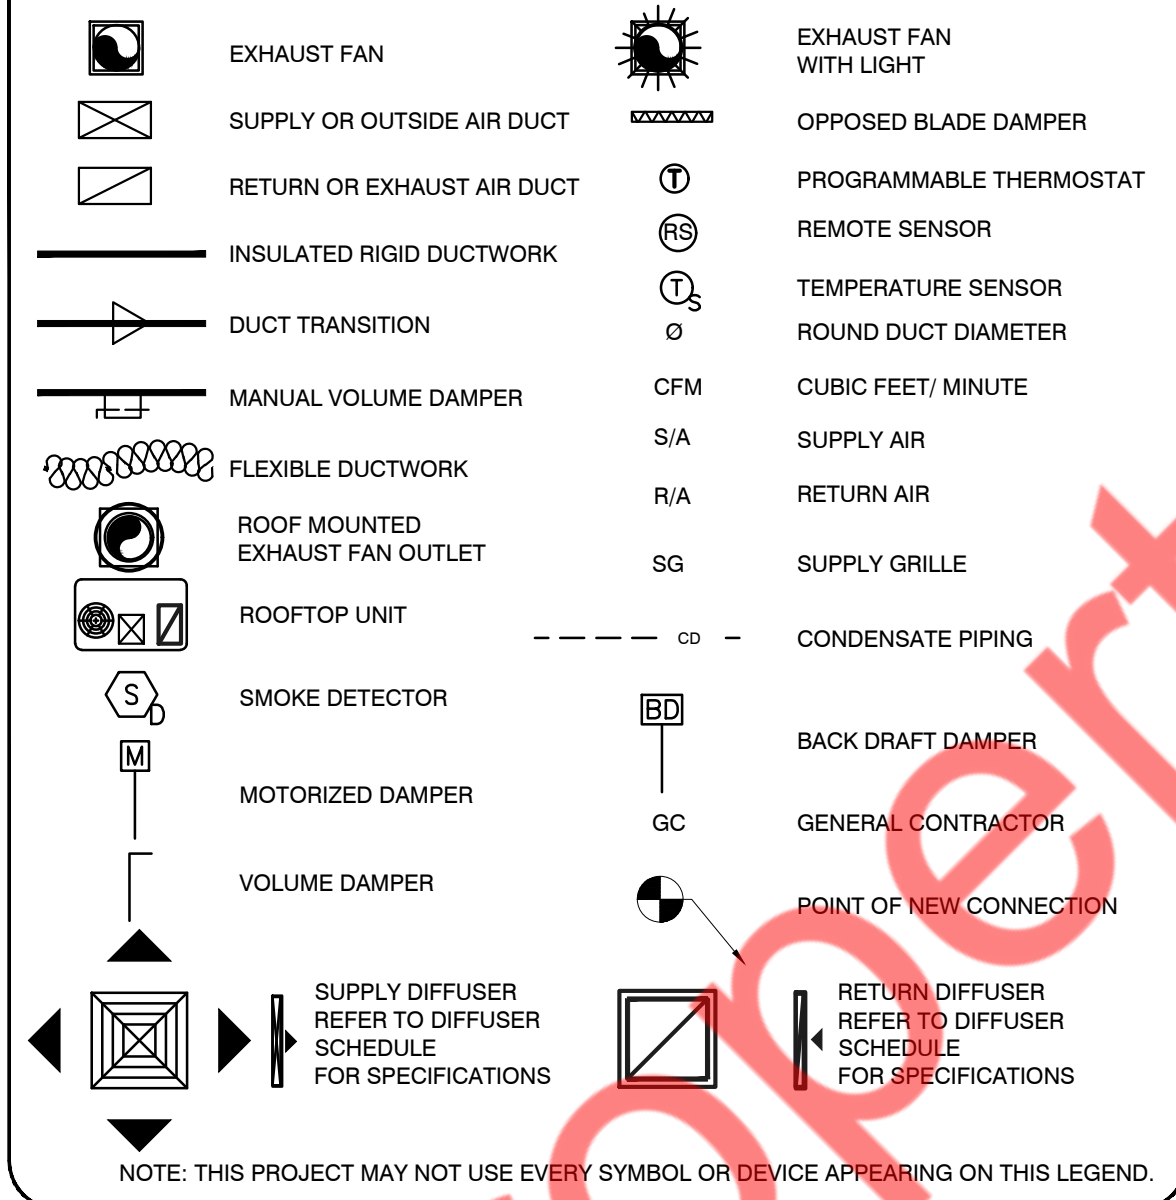 EXHAUST FAN
SUPPLY OR OUTSIDE AIR DUCT
RETURN OR EXHAUST AIR DUCT
INSULATED RIGID DUCTWORK
DUCT TRANSITION
MANUAL VOLUME DAMPER
FLEXIBLE DUCTWORK
ROOF MOUNTED
EXHAUST FAN OUTLET
ROOFTOP UNIT
S D
SMOKE DETECTOR
M
MOTORIZED DAMPER
VOLUME DAMPER
SUPPLY DIFFUSER
REFER TO DIFFUSER
SCHEDULE
FOR SPECIFICATIONS
EXHAUST FAN
WITH LIGHT
OPPOSED BLADE DAMPER
T PROGRAMMABLE THERMOSTAT
RS REMOTE SENSOR
T S TEMPERATURE SENSOR
Ø ROUND DUCT DIAMETER
CFM CUBIC FEET/ MINUTE
S/A SUPPLY AIR
R/A RETURN AIR
SG SUPPLY GRILLE
CD CONDENSATE PIPING
BD
BACK DRAFT DAMPER
GC GENERAL CONTRACTOR
POINT OF NEW CONNECTION
RETURN DIFFUSER
REFER TO DIFFUSER
SCHEDULE
FOR SPECIFICATIONS
NOTE: THIS PROJECT MAY NOT USE EVERY SYMBOL OR DEVICE APPEARING ON THIS LEGEND.
opert